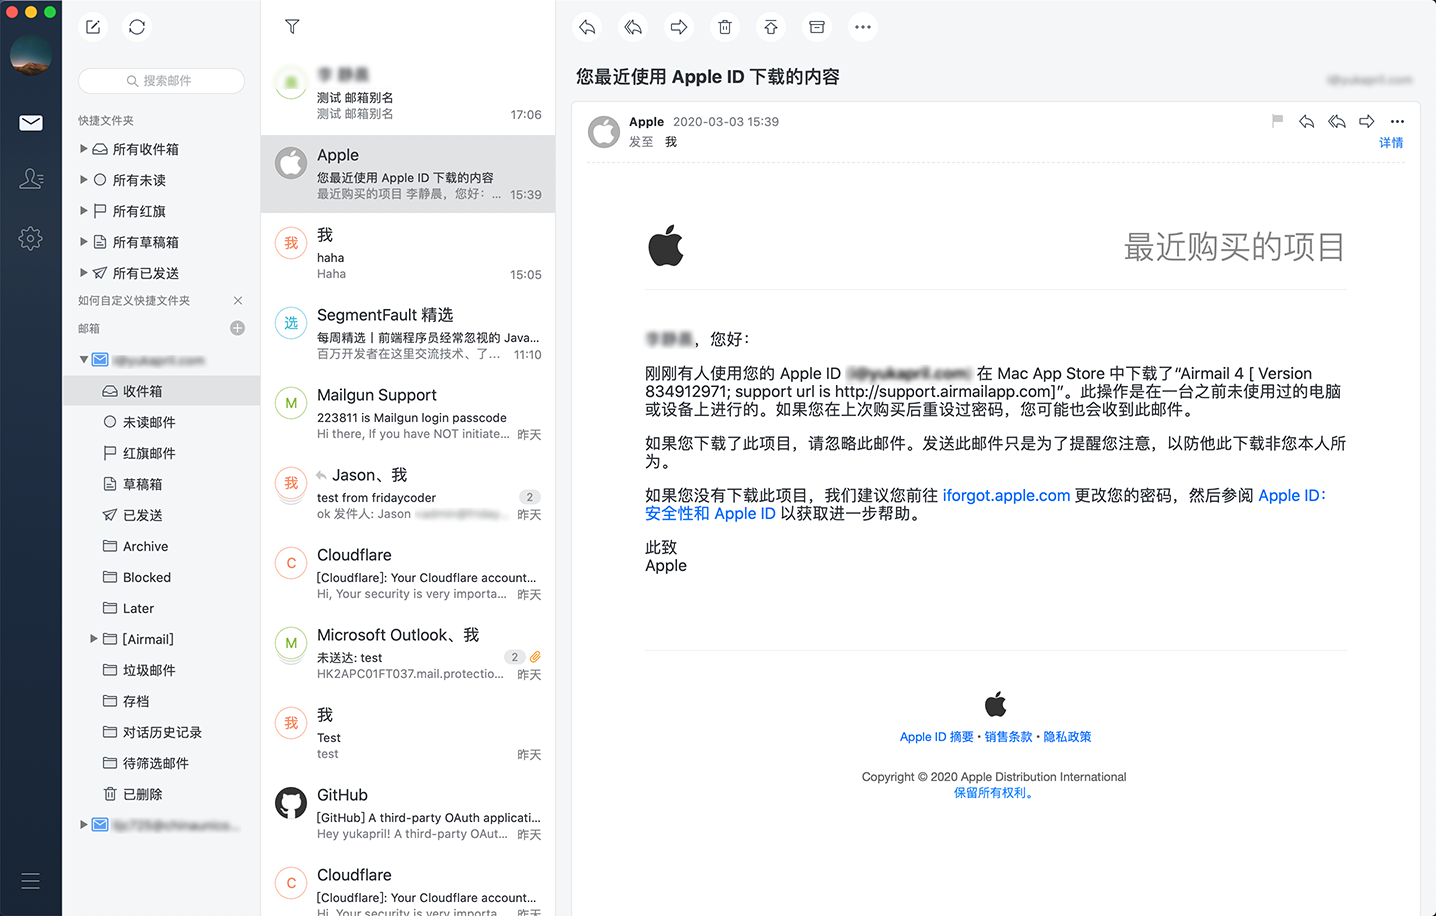 搜索邮件
快捷文件夹
所有收件箱
所有未读
所有红旗
所有草稿箱
所有已发送
如何自定义快捷文件夹
邮箱
收件箱
未读邮件
红旗邮件
草稿箱
已发送
Archive
Blocked
Later
[Airmail]
垃圾邮件
存档
对话历史记录
待筛选邮件
已删除
测试 邮箱别名
测试 邮箱别名 17:06
Apple
您最近使用 Apple ID 下载的内容
最近购买的项目 李静晨，您好：... 15:39
我
我
haha
Haha 15:05
选
SegmentFault 精选
每周精选丨前端程序员经常忽视的 Java...
百万开发者在这里交流技术、了... 11:10
M
Mailgun Support
223811 is Mailgun login passcode
Hi there, If you have NOT initiate... 昨天
我
Jason、我
test from fridaycoder 2
ok 发件人: Jason 昨天
C
Cloudflare
[Cloudflare]: Your Cloudflare account...
Hi, Your security is very importa... 昨天
M
Microsoft Outlook、我
未送达: test 2
HK2APC01FT037.mail.protectio... 昨天
我
我
Test
test 昨天
GitHub
[GitHub] A third-party OAuth applicati...
Hey yukapril! A third-party OAut... 昨天
C
Cloudflare
[Cloudflare]: Your Cloudflare account...
Hi, Your security is very importa... 昨天
您最近使用 Apple ID 下载的内容
Apple 2020-03-03 15:39
发至 我
详情
最近购买的项目
，您好：
刚刚有人使用您的 Apple ID 在 Mac App Store 中下载了“Airmail 4 [ Version
834912971; support url is http://support.airmailapp.com]”。此操作是在一台之前未使用过的电脑
或设备上进行的。如果您在上次购买后重设过密码，您可能也会收到此邮件。
如果您下载了此项目，请忽略此邮件。发送此邮件只是为了提醒您注意，以防他此下载非您本人所
为。
如果您没有下载此项目，我们建议您前往 iforgot.apple.com 更改您的密码，然后参阅 Apple ID：
安全性和 Apple ID 以获取进一步帮助。
此致
Apple
Apple ID 摘要 • 销售条款 • 隐私政策
Copyright © 2020 Apple Distribution International
保留所有权利。